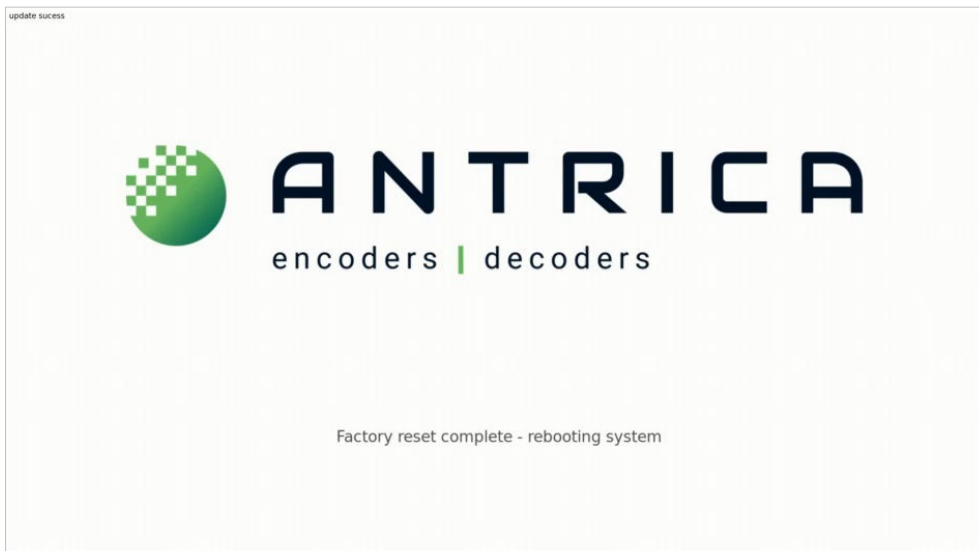 update sucess
ANTRICA
encoders | decoders
Factory reset complete - rebooting system